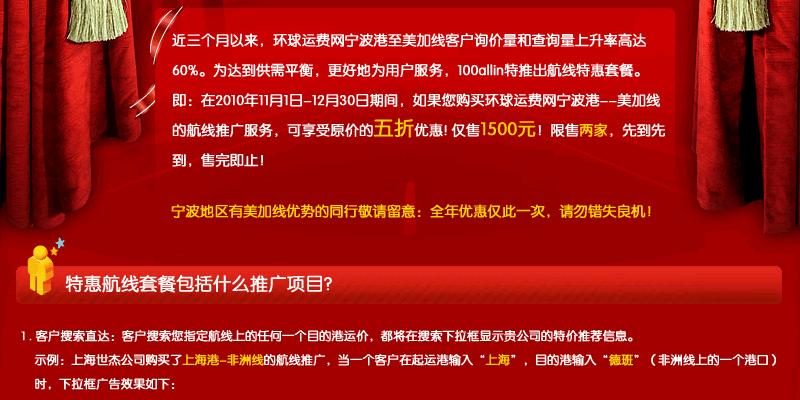 近三个月以来，环球运费网宁波港至美加线客户询价量和查询量上升率高达
60%。为达到供需平衡，更好地为用户服务，100allin特推出航线特惠套餐。
即：在2010年11月1日-12月30日期间，如果您购买环球运费网宁波港--美加线
的航线推广服务，可享受原价的五折优惠！仅售1500元！限售两家，先到先
到，售完即止！
宁波地区有美加线优势的同行敬请留意：全年优惠仅此一次，请勿错失良机！
特惠航线套餐包括什么推广项目？
1.客户搜索直达：客户搜索您指定航线上的任何一个目的港运价，都将在搜索下拉框显示贵公司的特价推荐信息。
示例：上海世杰公司购买了上海港-非洲线的航线推广，当一个客户在起运港输入“上海”，目的港输入“德班”（非洲线上的一个港口）
时，下拉框广告效果如下：